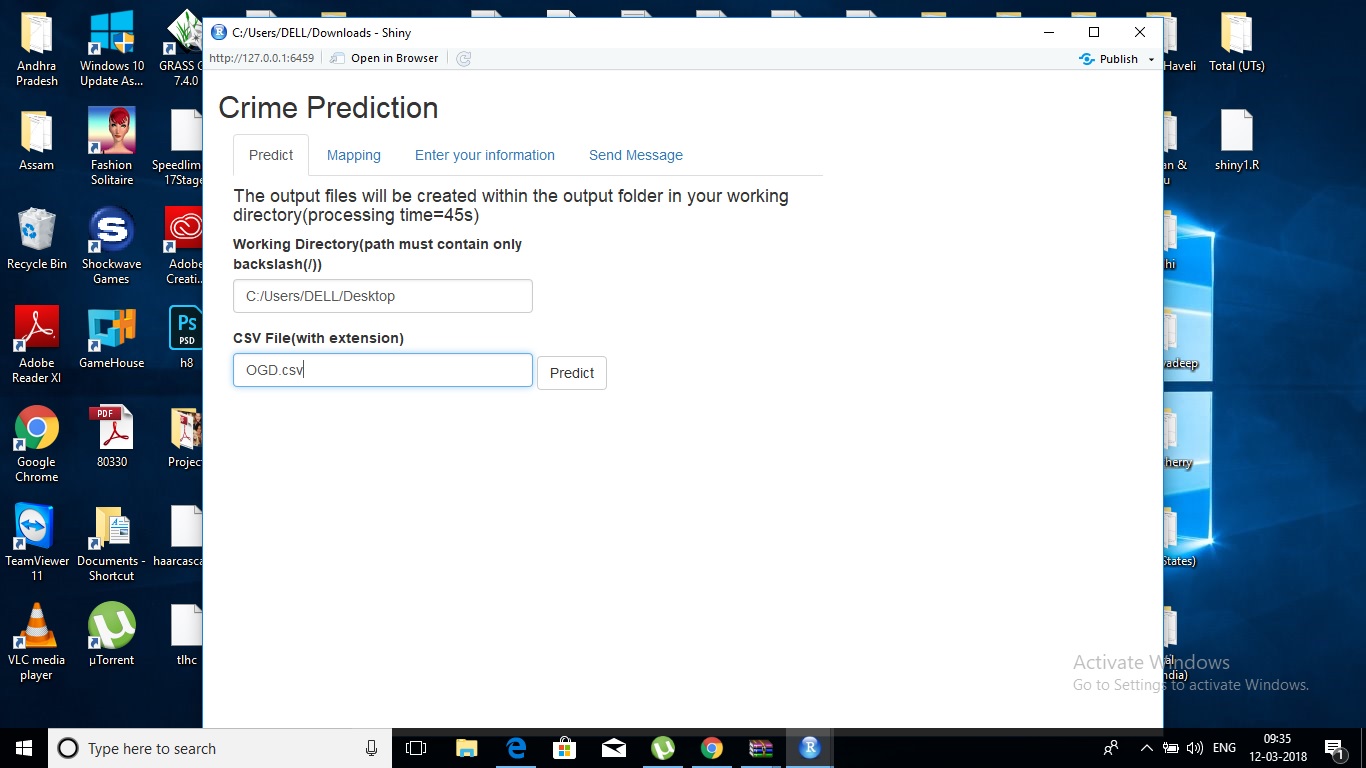 C:/Users/DELL/Downloads - Shiny
http://127.0.0.1:6459
Open in Browser
Publish
Crime Prediction
Predict
Mapping
Enter your information
Send Message
The output files will be created within the output folder in your working
directory(processing time=45s)
Working Directory(path must contain only
backslash(/))
C:/Users/DELL/Desktop
CSV File(with extension)
OGD.csv
Predict
Andhra
Pradesh
Windows 10
Update As...
GRASS
7.4.0
Assam
Fashion
Solitaire
Speedlim
17Stage
Recycle Bin
Shockwave
Games
Adobe
Creati...
Adobe
Reader XI
GameHouse
Ps
PSD
h8
Google
Chrome
PDF
80330
Project
TeamViewer
11
Documents -
Shortcut
haarcasca
VLC media
player
µTorrent
tlhc
Haveli
Total (UTs)
an &
u
shiny1.R
lhi
adeep
herry
States)
al
ndia)
Activate Windows
Go to Settings to activate Windows.
Type here to search
ENG
09:35
12-03-2018
1